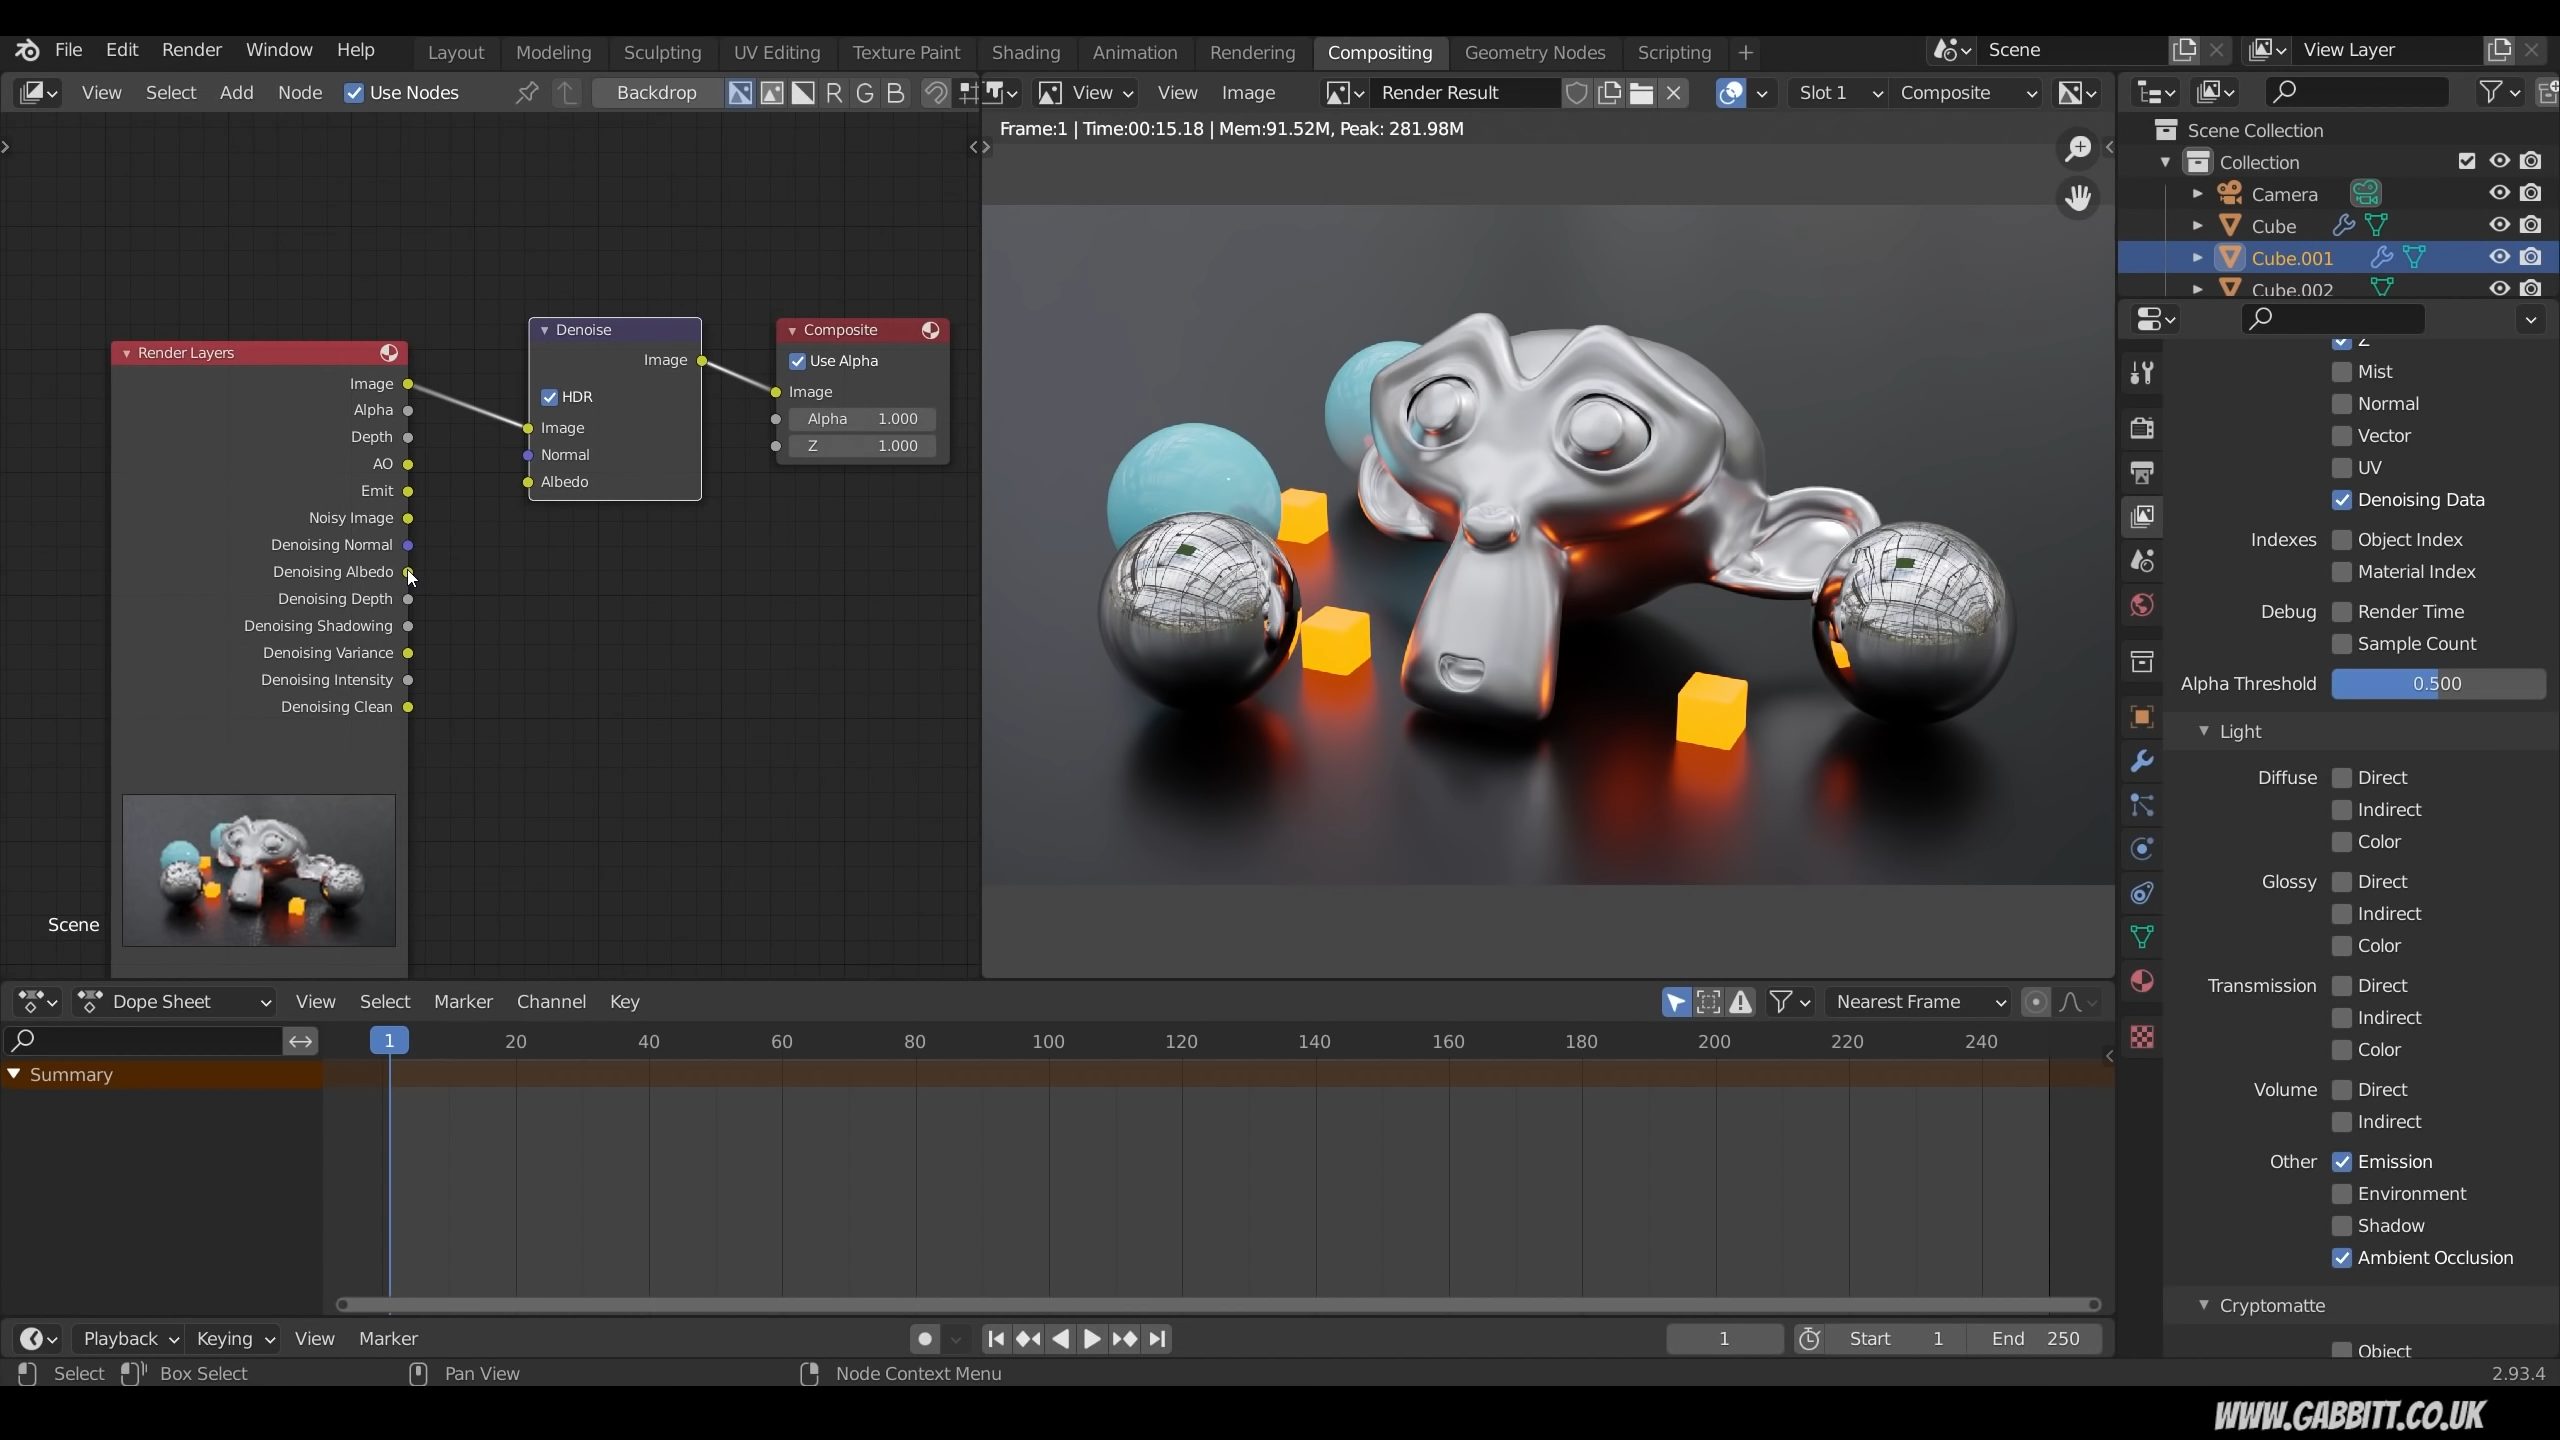 File Edit Render Window Help Layout Modeling Sculpting UV Editing Texture Paint Shading Animation Rendering Compositing Geometry Nodes Scripting + Scene View Layer
View Select Add Node Use Nodes Backdrop R G B View View Image Render Result Slot 1 Composite
Frame:1 | Time:00:15.18 | Mem:91.52M, Peak: 281.98M
Scene Collection
Collection
Camera
Cube
Cube.001
Cube.002
Render Layers
Image
Alpha
Depth
AO
Emit
Noisy Image
Denoising Normal
Denoising Albedo
Denoising Depth
Denoising Shadowing
Denoising Variance
Denoising Intensity
Denoising Clean
Scene
Denoise
Image
HDR
Image
Normal
Albedo
Composite
Use Alpha
Image
Alpha 1.000
Z 1.000
Z
Mist
Normal
Vector
UV
Denoising Data
Indexes Object Index
Material Index
Debug Render Time
Sample Count
Alpha Threshold 0.500
Light
Diffuse Direct
Indirect
Color
Glossy Direct
Indirect
Color
Transmission Direct
Indirect
Color
Volume Direct
Indirect
Other Emission
Environment
Shadow
Ambient Occlusion
Cryptomatte
Object
Dope Sheet View Select Marker Channel Key Nearest Frame
1 20 40 60 80 100 120 140 160 180 200 220 240
Summary
Playback Keying View Marker 1 Start 1 End 250
Select Box Select Pan View Node Context Menu 2.93.4
WWW.GABBITT.CO.UK